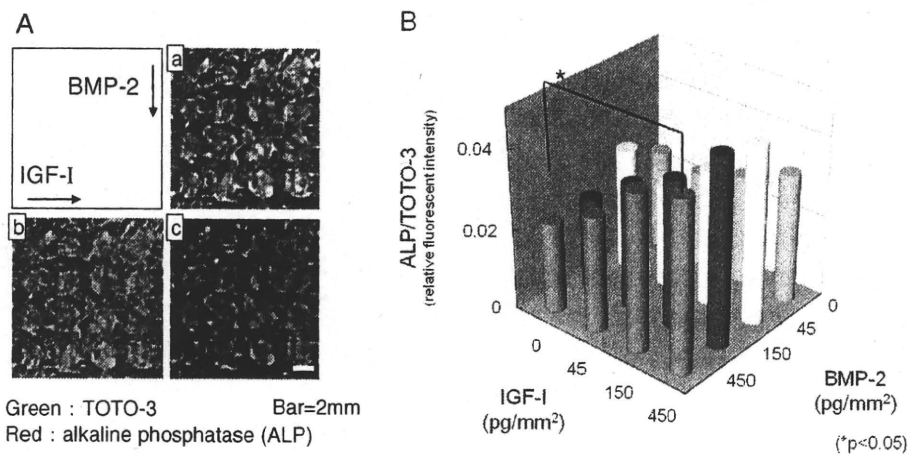 A
BMP-2
IGF-I
a
b
c
Green : TOTO-3
Bar=2mm
Red : alkaline phosphatase (ALP)
B
*
ALP/TOTO-3
(relative fluorescent intensity)
0.04
0.02
0
0
45
150
450
IGF-I
(pg/mm²)
0
45
150
450
BMP-2
(pg/mm²)
(*p<0.05)